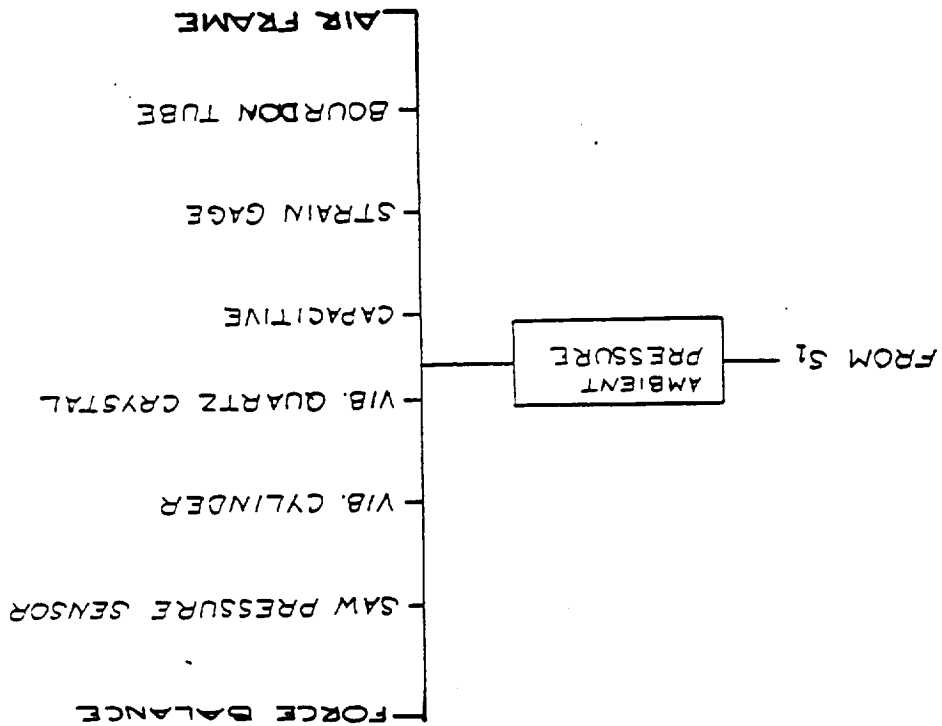 FORCE BALANCE
SAW PRESSURE SENSOR
VIB. CYLINDER
FROM S1
AMBIENT
PRESSURE
VIB. QUARTZ CRYSTAL
CAPACITIVE
STRAIN GAGE
BOURDON TUBE
AIR FRAME